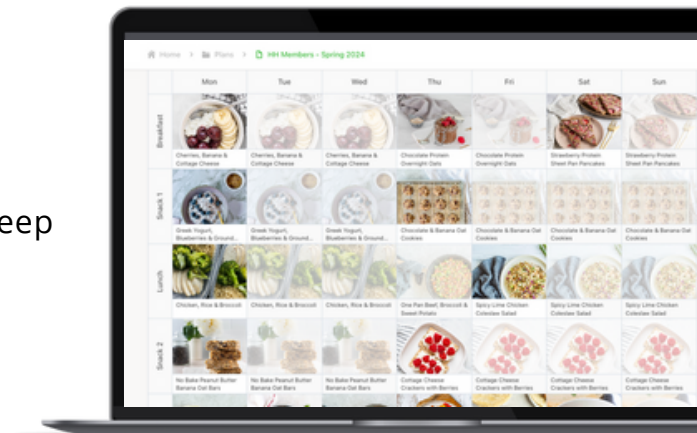 eep
Home > Plans > HH Members - Spring 2024
Mon Tue Wed Thu Fri Sat Sun
Breakfast
Cherries, Banana & Cherries, Banana & Cherries, Banana & Chocolate Protein Chocolate Protein Strawberry Protein Strawberry Protein
Cottage Cheese Cottage Cheese Cottage Cheese Overnight Oats Overnight Oats Sheet Pan Pancakes Sheet Pan Pancakes
Snack 1
Greek Yogurt, Greek Yogurt, Greek Yogurt, Chocolate & Banana Oat Chocolate & Banana Oat Chocolate & Banana Oat Chocolate & Banana Oat
Blueberries & Ground... Blueberries & Ground... Blueberries & Ground... Cookies Cookies Cookies Cookies
Lunch
Chicken, Rice & Broccoli Chicken, Rice & Broccoli Chicken, Rice & Broccoli One Pan Beef, Broccoli & Spicy Lime Chicken Spicy Lime Chicken Spicy Lime Chicken
Sweet Potato Coleslaw Salad Coleslaw Salad Coleslaw Salad
Snack 2
No Bake Peanut Butter No Bake Peanut Butter No Bake Peanut Butter Cottage Cheese Cottage Cheese Cottage Cheese Cottage Cheese
Banana Oat Bars Banana Oat Bars Banana Oat Bars Crackers with Berries Crackers with Berries Crackers with Berries Crackers with Berries